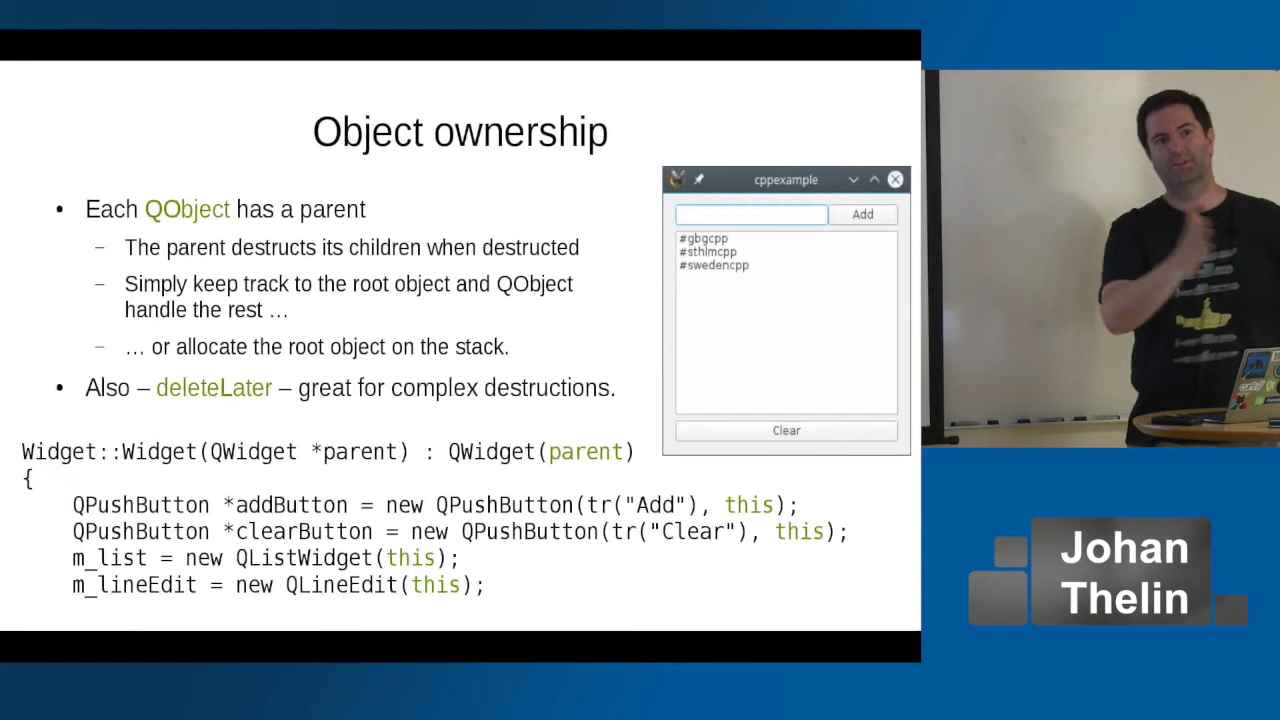 Object ownership
• Each QObject has a parent
– The parent destructs its children when destructed
– Simply keep track to the root object and QObject
handle the rest …
– … or allocate the root object on the stack.
• Also – deleteLater – great for complex destructions.
cppexample
Add
#gbgcpp
#sthlmcpp
#swedencpp
Clear
Widget::Widget(QWidget *parent) : QWidget(parent)
{
QPushButton *addButton = new QPushButton(tr("Add"), this);
QPushButton *clearButton = new QPushButton(tr("Clear"), this);
m_list = new QListWidget(this);
m_lineEdit = new QLineEdit(this);
Johan
Thelin